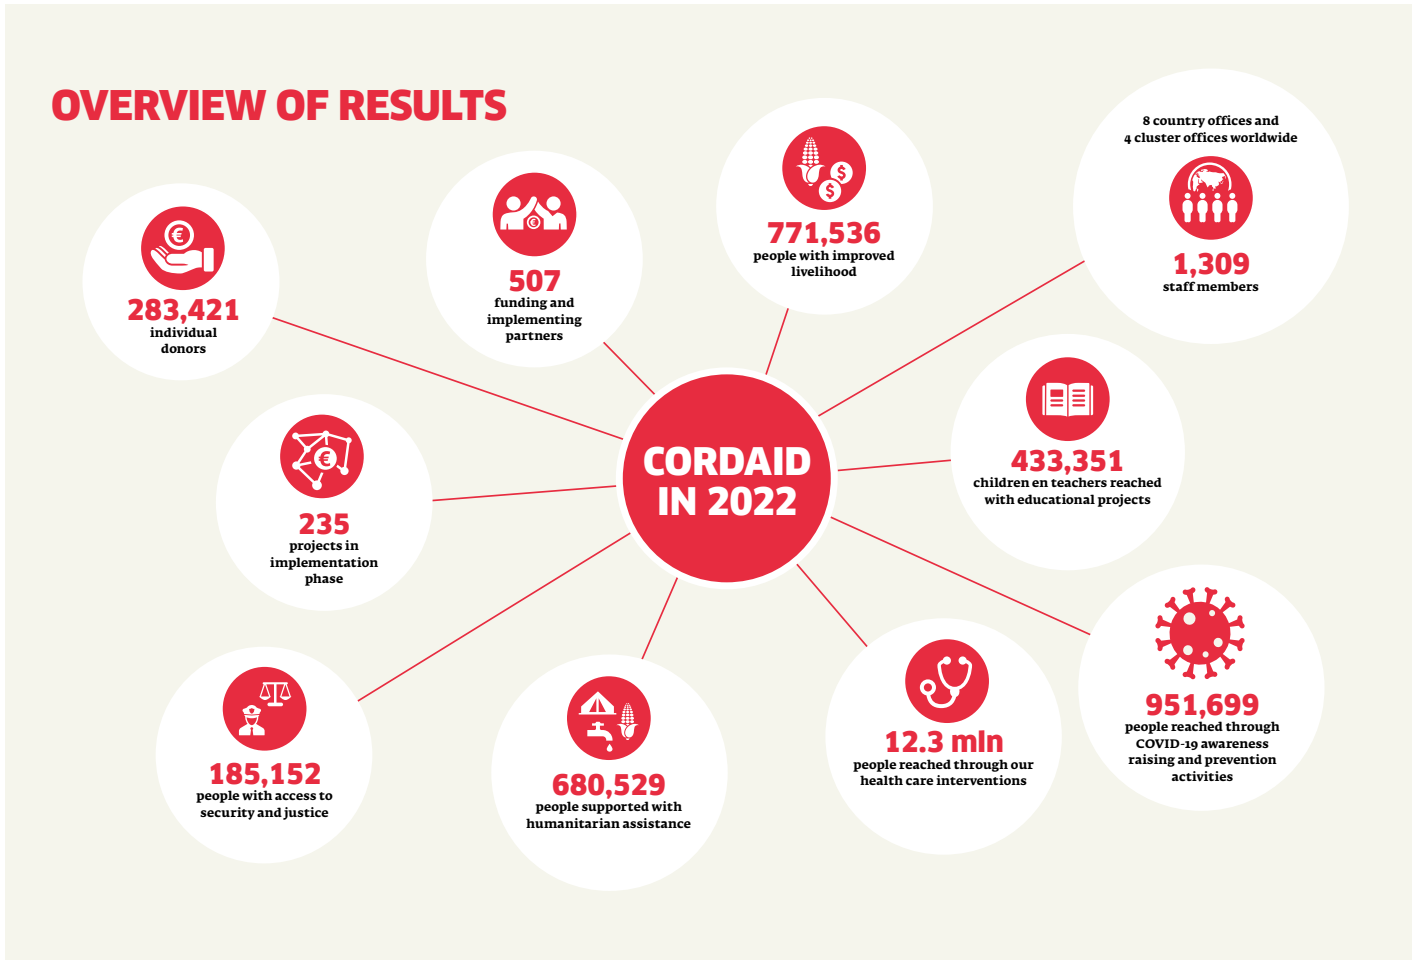 OVERVIEW OF RESULTS
8 country offices and
4 cluster offices worldwide
1,309
staff members
771,536
people with improved
livelihood
507
funding and
implementing
partners
283,421
individual
donors
CORDAID
IN 2022
433,351
children en teachers reached
with educational projects
235
projects in
implementation
phase
951,699
people reached through
COVID-19 awareness
raising and prevention
activities
12.3 mln
people reached through our
health care interventions
680,529
people supported with
humanitarian assistance
185,152
people with access to
security and justice